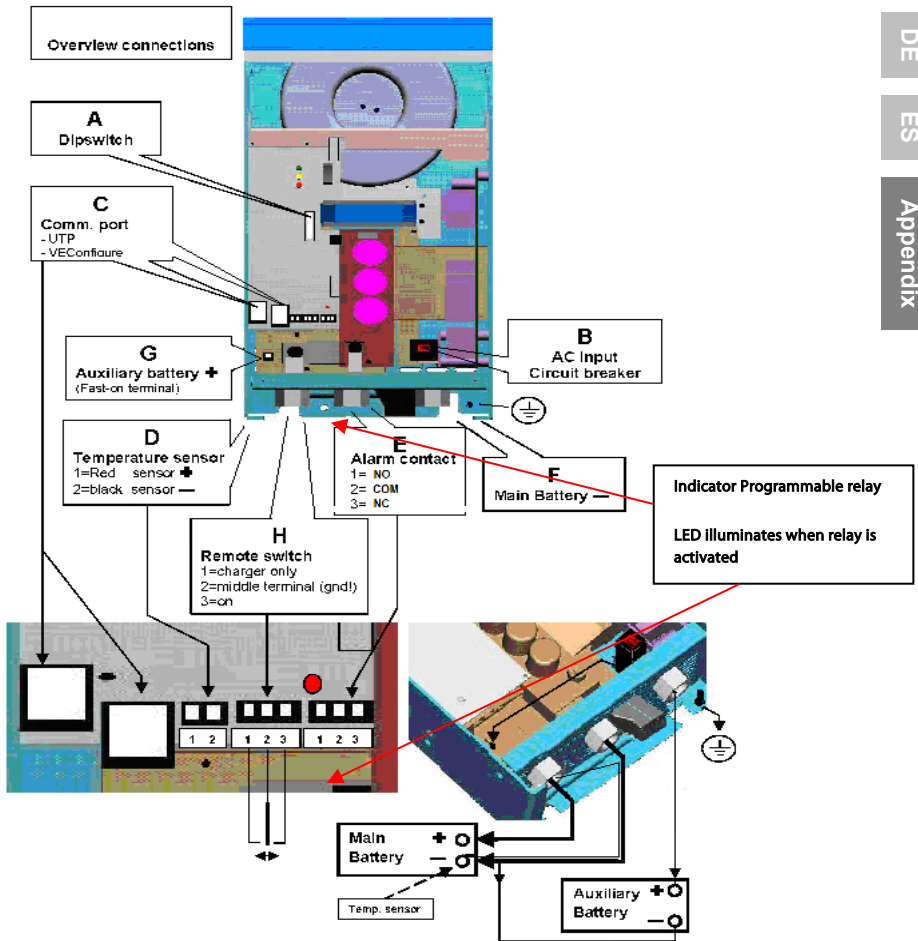 Overview connections
DE
ES
Appendix
A
Dipswitch
C
Comm. port
- UTP
- VEConfigure
B
AC Input
Circuit breaker
G
Auxiliary battery +
(Fast-on terminal)
D
Temperature sensor
1=Red sensor +
2=black sensor —
E
Alarm contact
1= NO
2= COM
3= NC
F
Main Battery —
H
Remote switch
1=charger only
2=middle terminal (gnd!)
3=on
Indicator Programmable relay
LED illuminates when relay is
activated
1 2 1 2 3 1 2 3
Main +
Battery —
Temp. sensor
Auxiliary +
Battery —